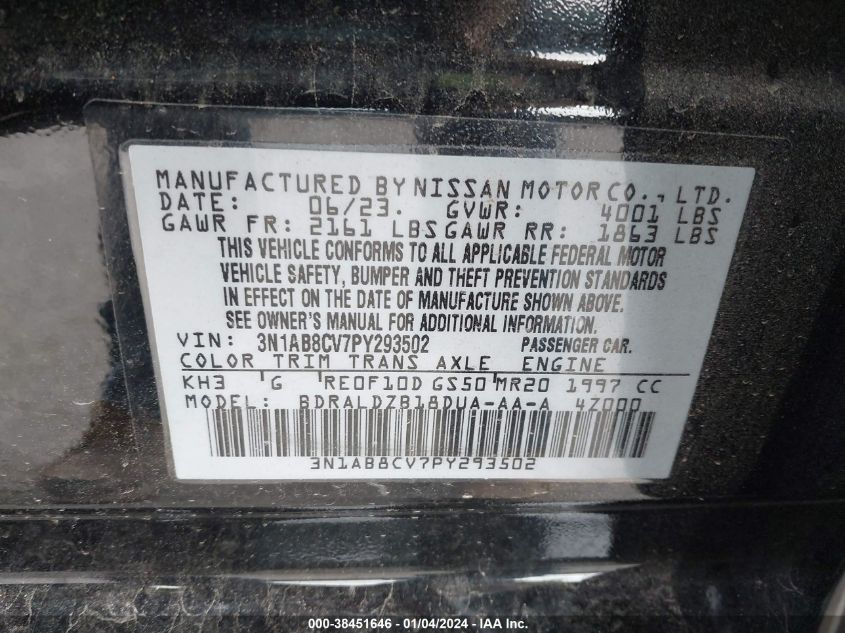 MANUFACTURED BY NISSAN MOTOR CO., LTD.
DATE: 06/23. GVWR: 4001 LBS
GAWR FR: 2161 LBS GAWR RR: 1863 LBS
THIS VEHICLE CONFORMS TO ALL APPLICABLE FEDERAL MOTOR
VEHICLE SAFETY, BUMPER AND THEFT PREVENTION STANDARDS
IN EFFECT ON THE DATE OF MANUFACTURE SHOWN ABOVE.
SEE OWNER'S MANUAL FOR ADDITIONAL INFORMATION.
VIN: 3N1AB8CV7PY293502 PASSENGER CAR.
COLOR TRIM TRANS AXLE ENGINE
KH3 G RE0F10D GS50 MR20 1997 CC
MODEL: BDRALDZB18DUA-AA-A 4Z000
3N1AB8CV7PY293502
000-38451646 - 01/04/2024 - IAA Inc.